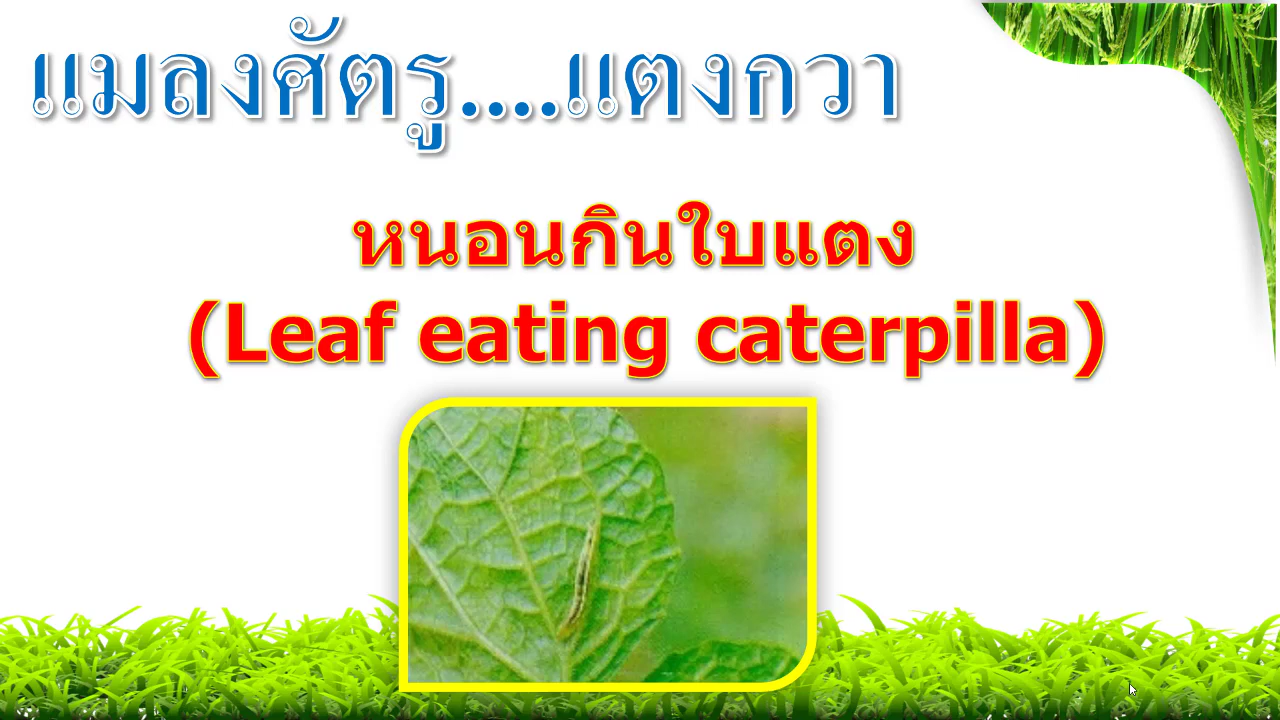 แมลงศัตรู....แตงกวา
หนอนกินใบแตง
(Leaf eating caterpilla)